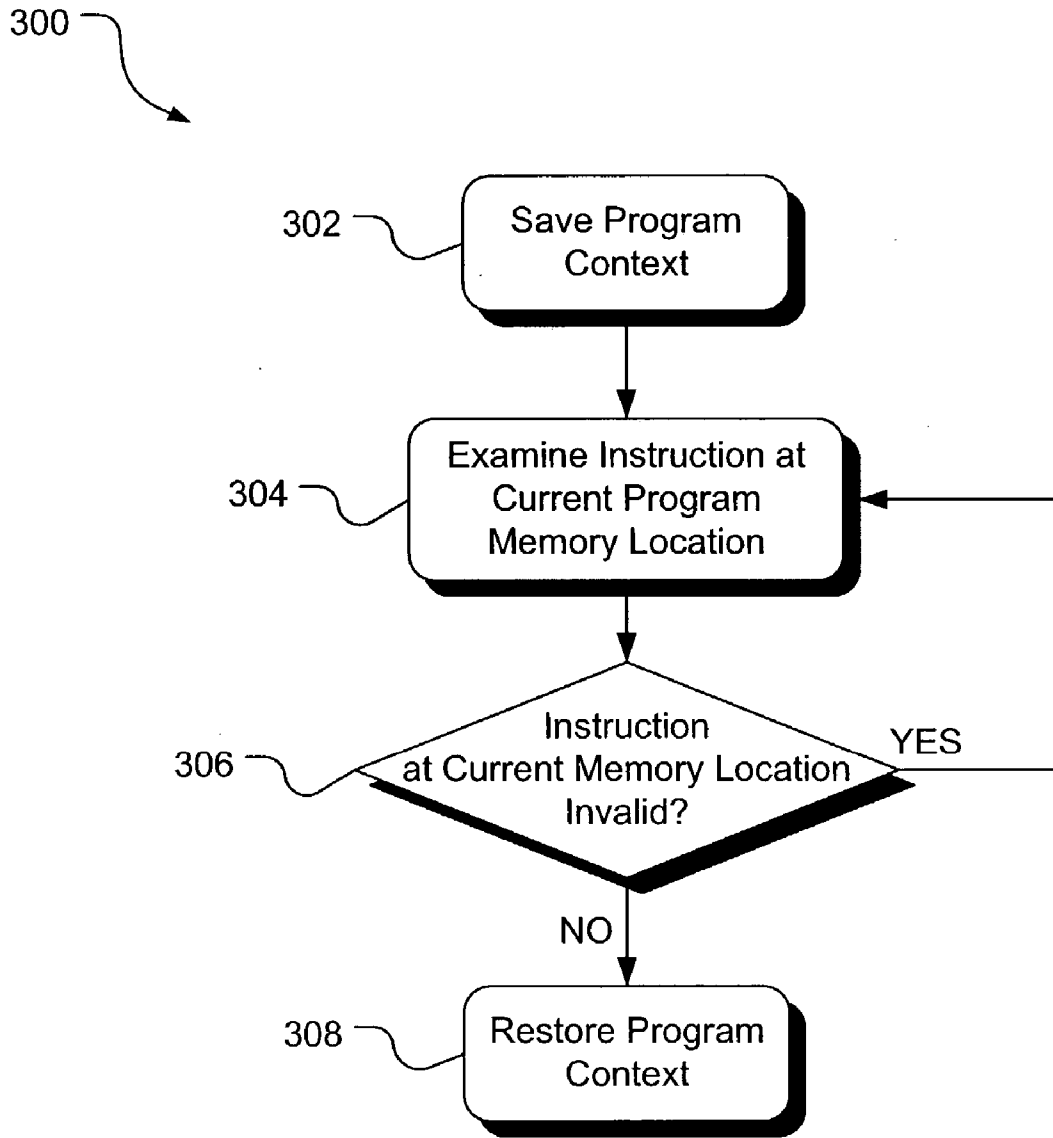 300
302
Save Program
Context
304
Examine Instruction at
Current Program
Memory Location
306
Instruction
at Current Memory Location
Invalid?
YES
NO
308
Restore Program
Context